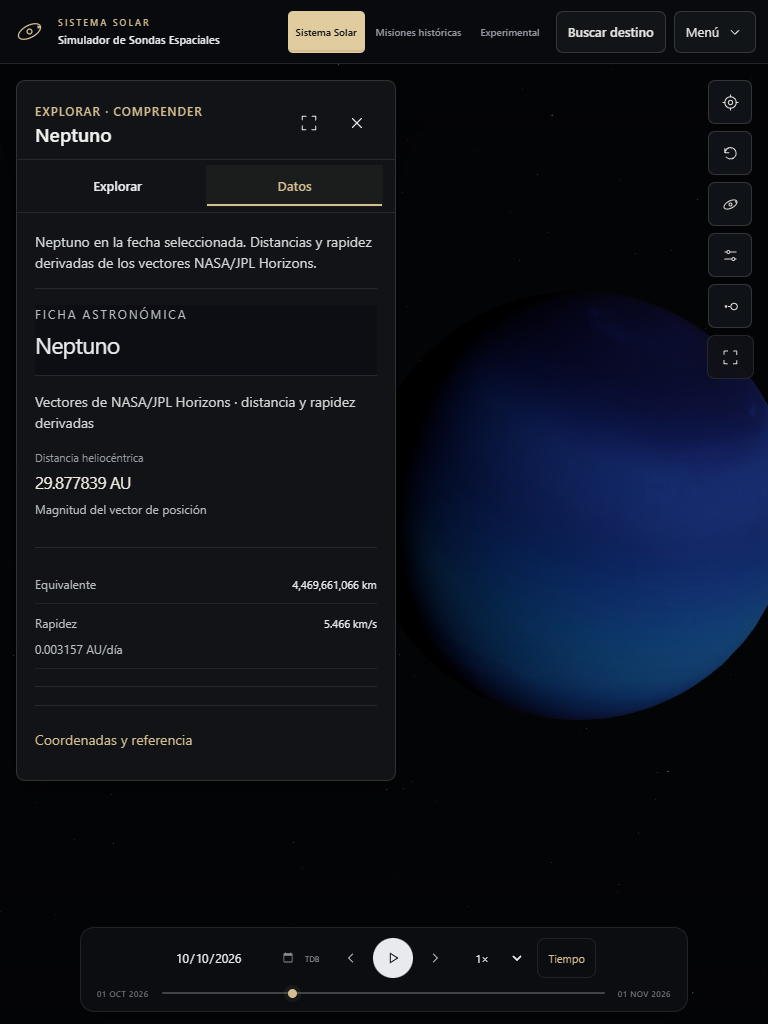 SISTEMA SOLAR
Simulador de Sondas Espaciales
Sistema Solar
Misiones históricas
Experimental
Buscar destino
Menú
EXPLORAR · COMPRENDER
Neptuno
Explorar
Datos
Neptuno en la fecha seleccionada. Distancias y rapidez
derivadas de los vectores NASA/JPL Horizons.
FICHA ASTRONÓMICA
Neptuno
Vectores de NASA/JPL Horizons · distancia y rapidez
derivadas
Distancia heliocéntrica
29.877839 AU
Magnitud del vector de posición
Equivalente
4,469,661,066 km
Rapidez
5.466 km/s
0.003157 AU/día
Coordenadas y referencia
10/10/2026
TDB
1×
Tiempo
01 OCT 2026
01 NOV 2026